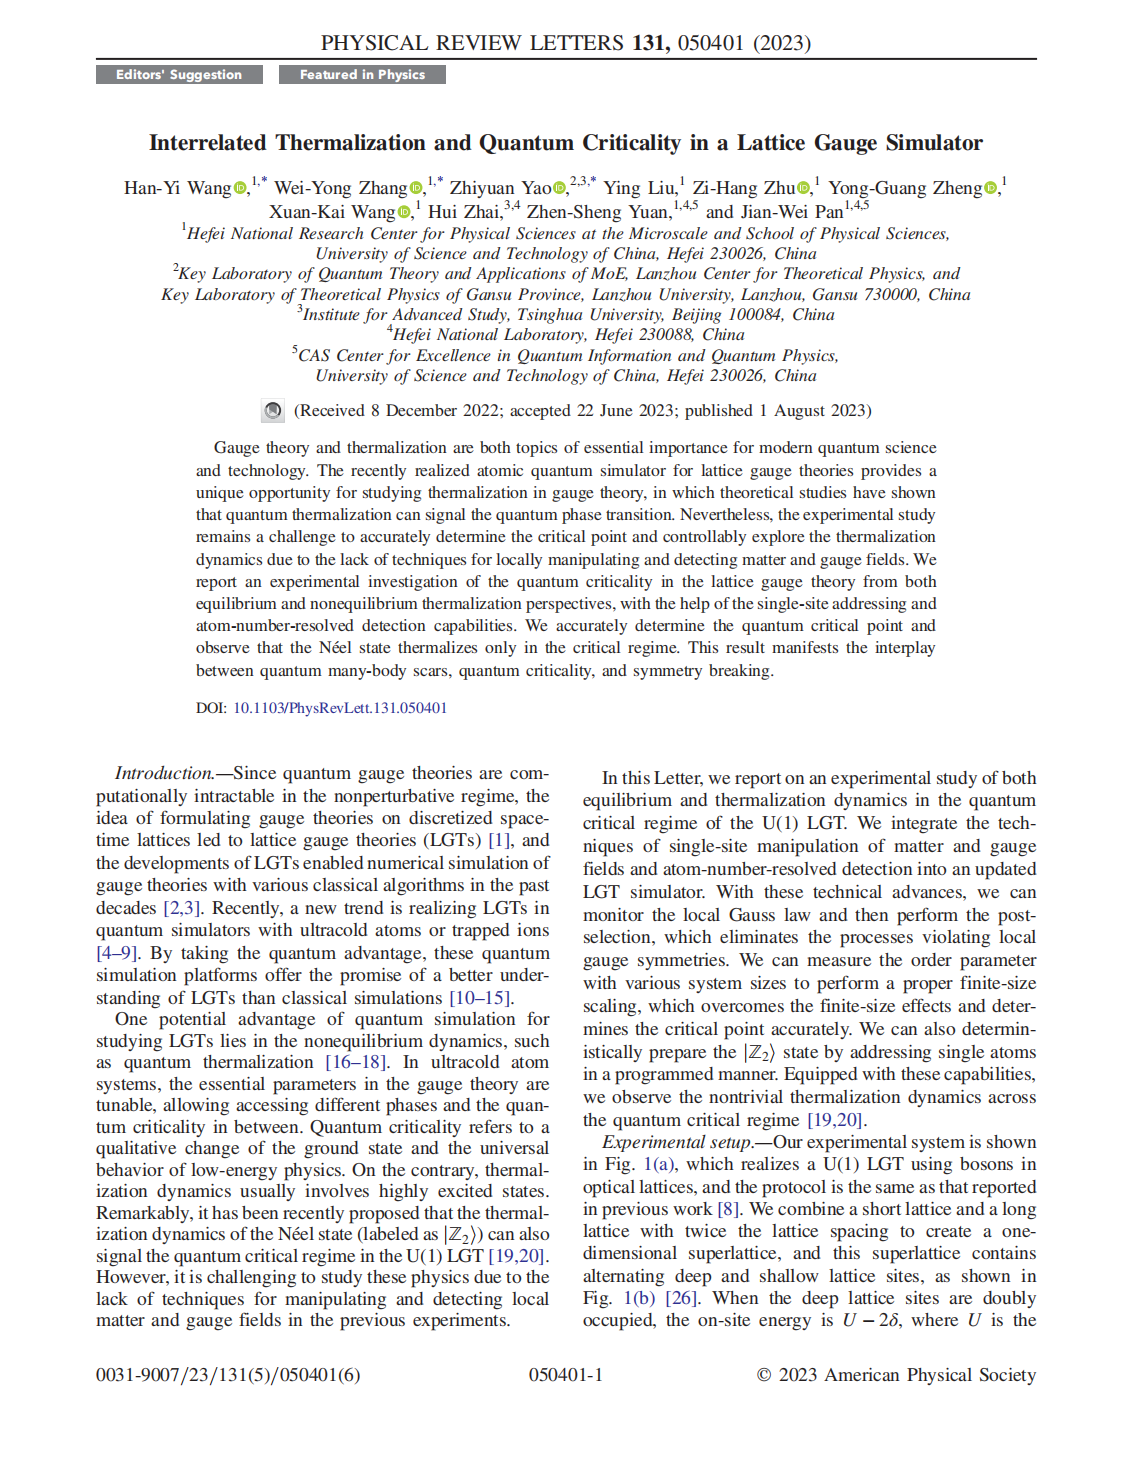 PHYSICAL REVIEW LETTERS 131, 050401 (2023)
Editors' Suggestion
Featured in Physics
Interrelated Thermalization and Quantum Criticality in a Lattice Gauge Simulator
Han-Yi Wang,1,* Wei-Yong Zhang,1,* Zhiyuan Yao,2,3,* Ying Liu,1 Zi-Hang Zhu,1 Yong-Guang Zheng,1
Xuan-Kai Wang,1 Hui Zhai,3,4 Zhen-Sheng Yuan,1,4,5 and Jian-Wei Pan1,4,5
1Hefei National Research Center for Physical Sciences at the Microscale and School of Physical Sciences,
University of Science and Technology of China, Hefei 230026, China
2Key Laboratory of Quantum Theory and Applications of MoE, Lanzhou Center for Theoretical Physics, and
Key Laboratory of Theoretical Physics of Gansu Province, Lanzhou University, Lanzhou, Gansu 730000, China
3Institute for Advanced Study, Tsinghua University, Beijing 100084, China
4Hefei National Laboratory, Hefei 230088, China
5CAS Center for Excellence in Quantum Information and Quantum Physics,
University of Science and Technology of China, Hefei 230026, China
(Received 8 December 2022; accepted 22 June 2023; published 1 August 2023)
Gauge theory and thermalization are both topics of essential importance for modern quantum science
and technology. The recently realized atomic quantum simulator for lattice gauge theories provides a
unique opportunity for studying thermalization in gauge theory, in which theoretical studies have shown
that quantum thermalization can signal the quantum phase transition. Nevertheless, the experimental study
remains a challenge to accurately determine the critical point and controllably explore the thermalization
dynamics due to the lack of techniques for locally manipulating and detecting matter and gauge fields. We
report an experimental investigation of the quantum criticality in the lattice gauge theory from both
equilibrium and nonequilibrium thermalization perspectives, with the help of the single-site addressing and
atom-number-resolved detection capabilities. We accurately determine the quantum critical point and
observe that the Néel state thermalizes only in the critical regime. This result manifests the interplay
between quantum many-body scars, quantum criticality, and symmetry breaking.
DOI: 10.1103/PhysRevLett.131.050401
Introduction.—Since quantum gauge theories are com-
putationally intractable in the nonperturbative regime, the
idea of formulating gauge theories on discretized space-
time lattices led to lattice gauge theories (LGTs) [1], and
the developments of LGTs enabled numerical simulation of
gauge theories with various classical algorithms in the past
decades [2,3]. Recently, a new trend is realizing LGTs in
quantum simulators with ultracold atoms or trapped ions
[4–9]. By taking the quantum advantage, these quantum
simulation platforms offer the promise of a better under-
standing of LGTs than classical simulations [10–15].
One potential advantage of quantum simulation for
studying LGTs lies in the nonequilibrium dynamics, such
as quantum thermalization [16–18]. In ultracold atom
systems, the essential parameters in the gauge theory are
tunable, allowing accessing different phases and the quan-
tum criticality in between. Quantum criticality refers to a
qualitative change of the ground state and the universal
behavior of low-energy physics. On the contrary, thermal-
ization dynamics usually involves highly excited states.
Remarkably, it has been recently proposed that the thermal-
ization dynamics of the Néel state (labeled as |ℤ2⟩) can also
signal the quantum critical regime in the U(1) LGT [19,20].
However, it is challenging to study these physics due to the
lack of techniques for manipulating and detecting local
matter and gauge fields in the previous experiments.
In this Letter, we report on an experimental study of both
equilibrium and thermalization dynamics in the quantum
critical regime of the U(1) LGT. We integrate the tech-
niques of single-site manipulation of matter and gauge
fields and atom-number-resolved detection into an updated
LGT simulator. With these technical advances, we can
monitor the local Gauss law and then perform the post-
selection, which eliminates the processes violating local
gauge symmetries. We can measure the order parameter
with various system sizes to perform a proper finite-size
scaling, which overcomes the finite-size effects and deter-
mines the critical point accurately. We can also determin-
istically prepare the |ℤ2⟩ state by addressing single atoms
in a programmed manner. Equipped with these capabilities,
we observe the nontrivial thermalization dynamics across
the quantum critical regime [19,20].
Experimental setup.—Our experimental system is shown
in Fig. 1(a), which realizes a U(1) LGT using bosons in
optical lattices, and the protocol is the same as that reported
in previous work [8]. We combine a short lattice and a long
lattice with twice the lattice spacing to create a one-
dimensional superlattice, and this superlattice contains
alternating deep and shallow lattice sites, as shown in
Fig. 1(b) [26]. When the deep lattice sites are doubly
occupied, the on-site energy is U − 2δ, where U is the
0031-9007/23/131(5)/050401(6)
050401-1
© 2023 American Physical Society